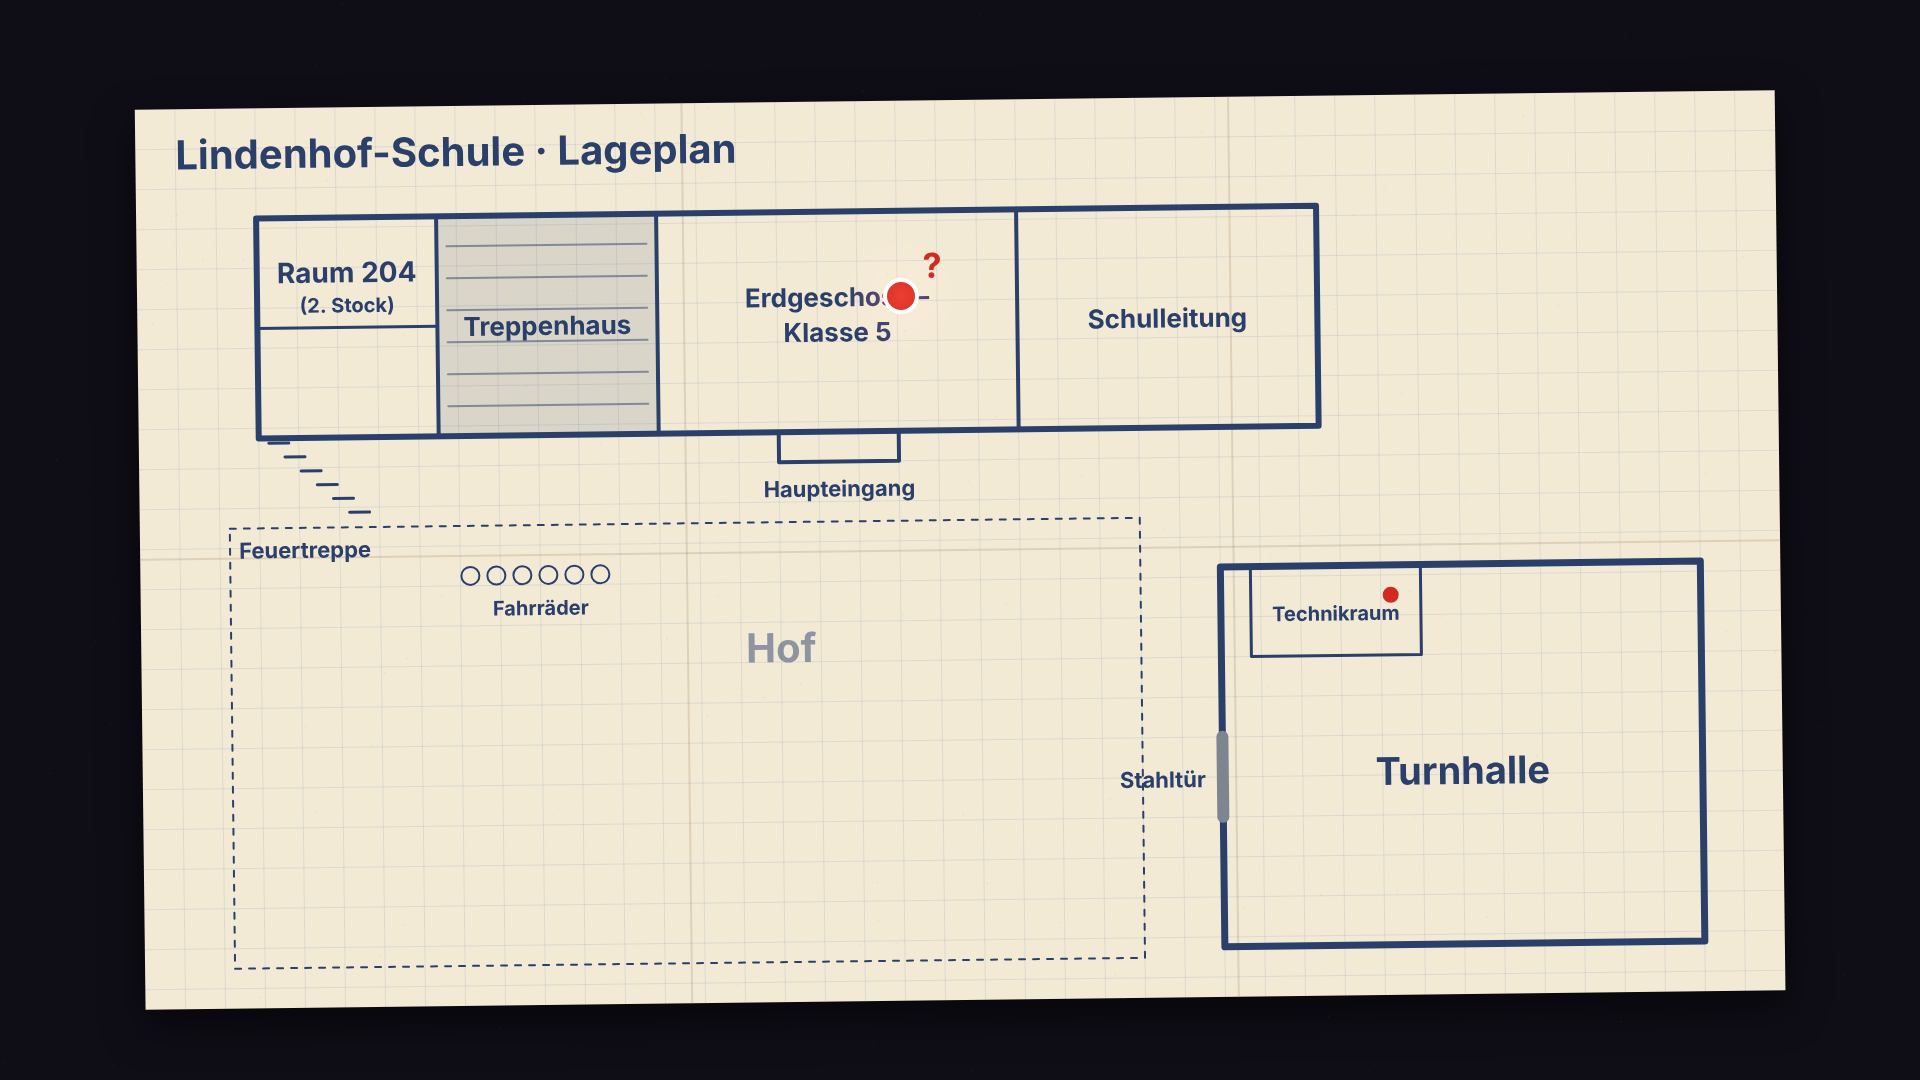 Lindenhof-Schule · Lageplan
Raum 204
(2. Stock)
Treppenhaus
?
Klasse 5
Schulleitung
Haupteingang
Feuertreppe
Fahrräder
Hof
Technikraum
Stahltür
Turnhalle